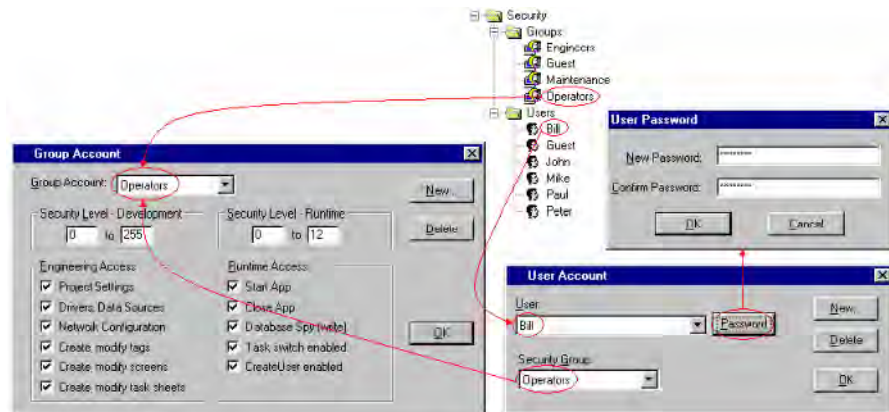 Security
Groups
Engineers
Guest
Maintenance
Operators
Users
Bill
Guest
John
Mike
Paul
Peter
Group Account
Group Account: Operators
New...
Delete
Security Level - Development
0 to 255
Security Level - Runtime
0 to 12
Engineering Access:
Project Settings
Drivers, Data Sources
Network Configuration
Create, modify tags
Create, modify screens
Create, modify task sheets
Runtime Access:
Start App
Close App
Database Spy (write)
Task switch enabled
CreateUser enabled
OK
User Password
New Password: ********
Confirm Password: ********
OK
Cancel
User Account
User:
Bill
Password
New...
Delete
Security Group:
Operators
OK